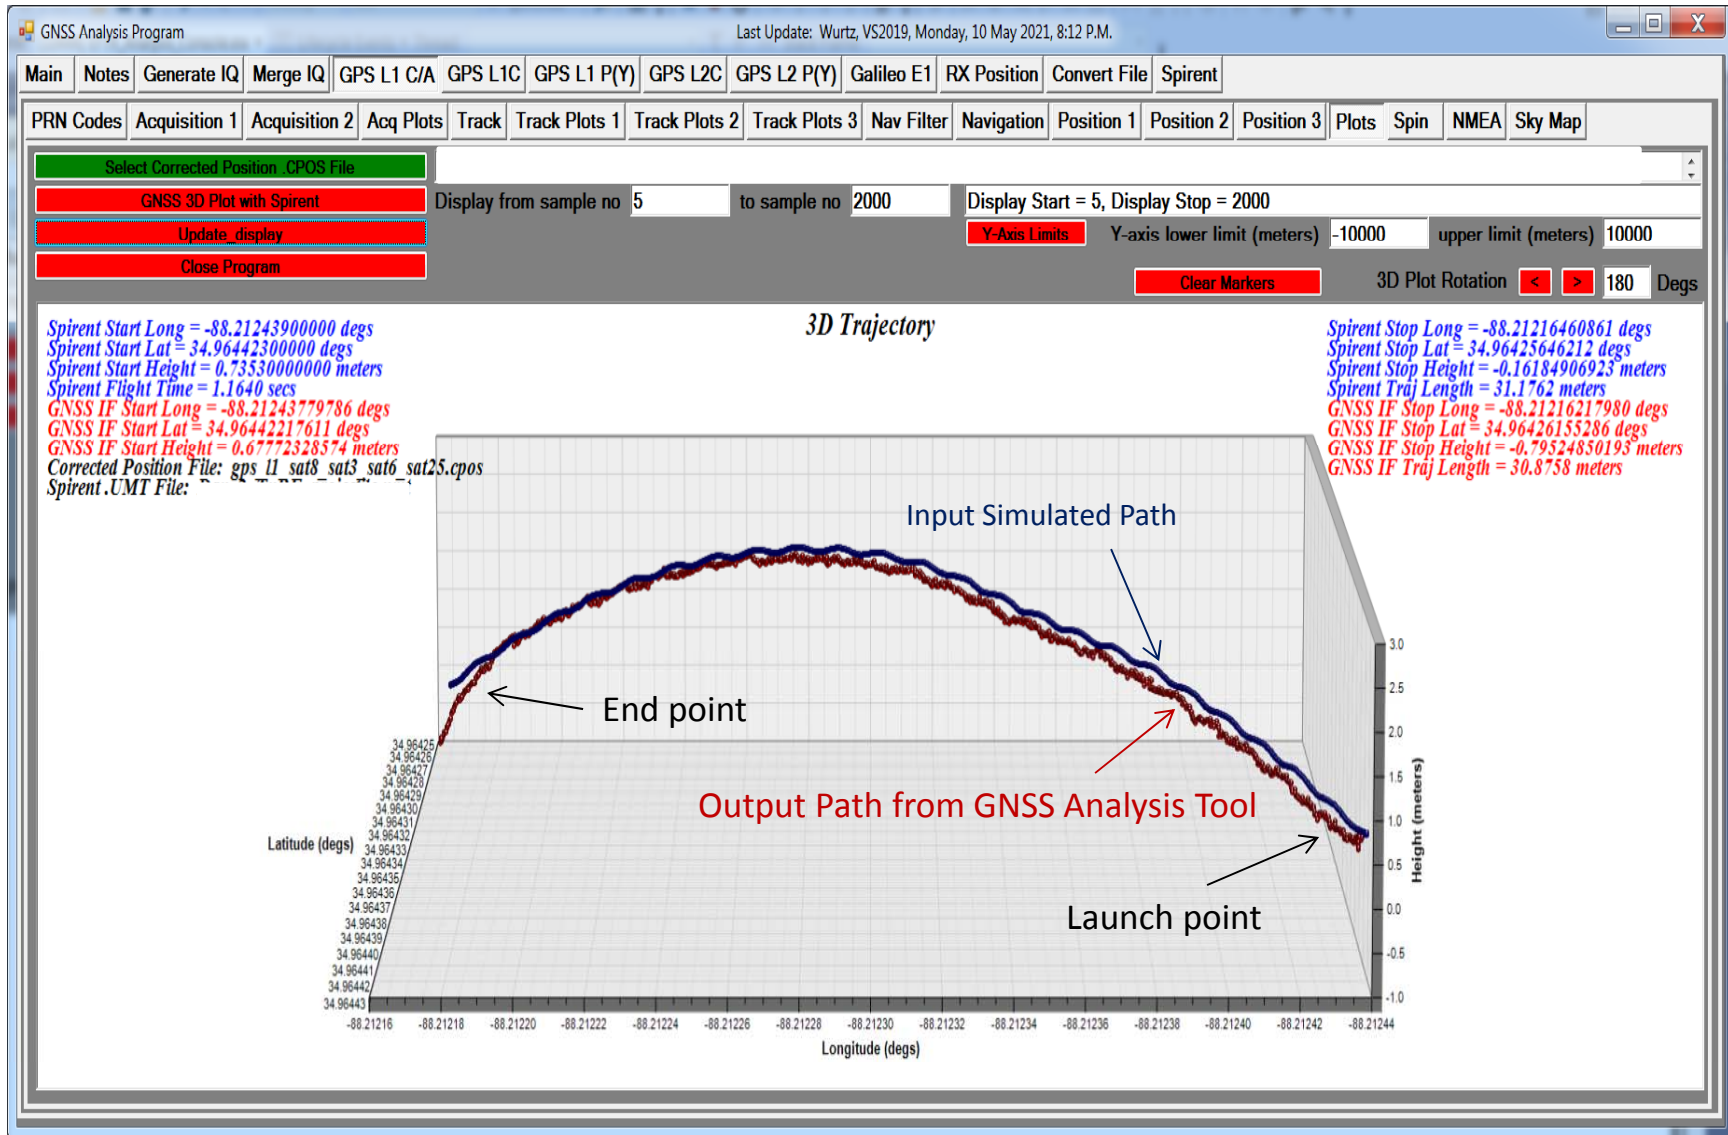 GNSS Analysis Program
Last Update: Wurtz, VS2019, Monday, 10 May 2021, 8:12 P.M.
Main Notes Generate IQ Merge IQ GPS L1 C/A GPS L1C GPS L1 P(Y) GPS L2C GPS L2 P(Y) Galileo E1 RX Position Convert File Spirent
PRN Codes Acquisition 1 Acquisition 2 Acq Plots Track Track Plots 1 Track Plots 2 Track Plots 3 Nav Filter Navigation Position 1 Position 2 Position 3 Plots Spin NMEA Sky Map
Select Corrected Position .CPOS File
GNSS 3D Plot with Spirent
Display from sample no 5 to sample no 2000
Display Start = 5, Display Stop = 2000
Update_display
Y-Axis Limits Y-axis lower limit (meters) -10000 upper limit (meters) 10000
Close Program
Clear Markers 3D Plot Rotation < > 180 Degs
3D Trajectory
Spirent Start Long = -88.21243900000 degs
Spirent Start Lat = 34.96442300000 degs
Spirent Start Height = 0.73530000000 meters
Spirent Flight Time = 1.1640 secs
GNSS IF Start Long = -88.21243779786 degs
GNSS IF Start Lat = 34.96442217611 degs
GNSS IF Start Height = 0.67772328574 meters
Corrected Position File: gps_l1_sat8_sat3_sat6_sat25.cpos
Spirent .UMT File:
Spirent Stop Long = -88.21216460861 degs
Spirent Stop Lat = 34.96425646212 degs
Spirent Stop Height = -0.16184906923 meters
Spirent Traj Length = 31.1762 meters
GNSS IF Stop Long = -88.21216217980 degs
GNSS IF Stop Lat = 34.96426155286 degs
GNSS IF Stop Height = -0.79524850193 meters
GNSS IF Traj Length = 30.8758 meters
Input Simulated Path
End point
Output Path from GNSS Analysis Tool
Launch point
34.96425
34.96426
34.96427
34.96428
34.96429
34.96430
34.96431
34.96432
34.96433
34.96434
34.96435
34.96436
34.96437
34.96438
34.96439
34.96440
34.96441
34.96442
34.96443
Latitude (degs)
3.0
2.5
2.0
1.5
1.0
0.5
0.0
-0.5
-1.0
Height (meters)
-88.21216 -88.21218 -88.21220 -88.21222 -88.21224 -88.21226 -88.21228 -88.21230 -88.21232 -88.21234 -88.21236 -88.21238 -88.21240 -88.21242 -88.21244
Longitude (degs)